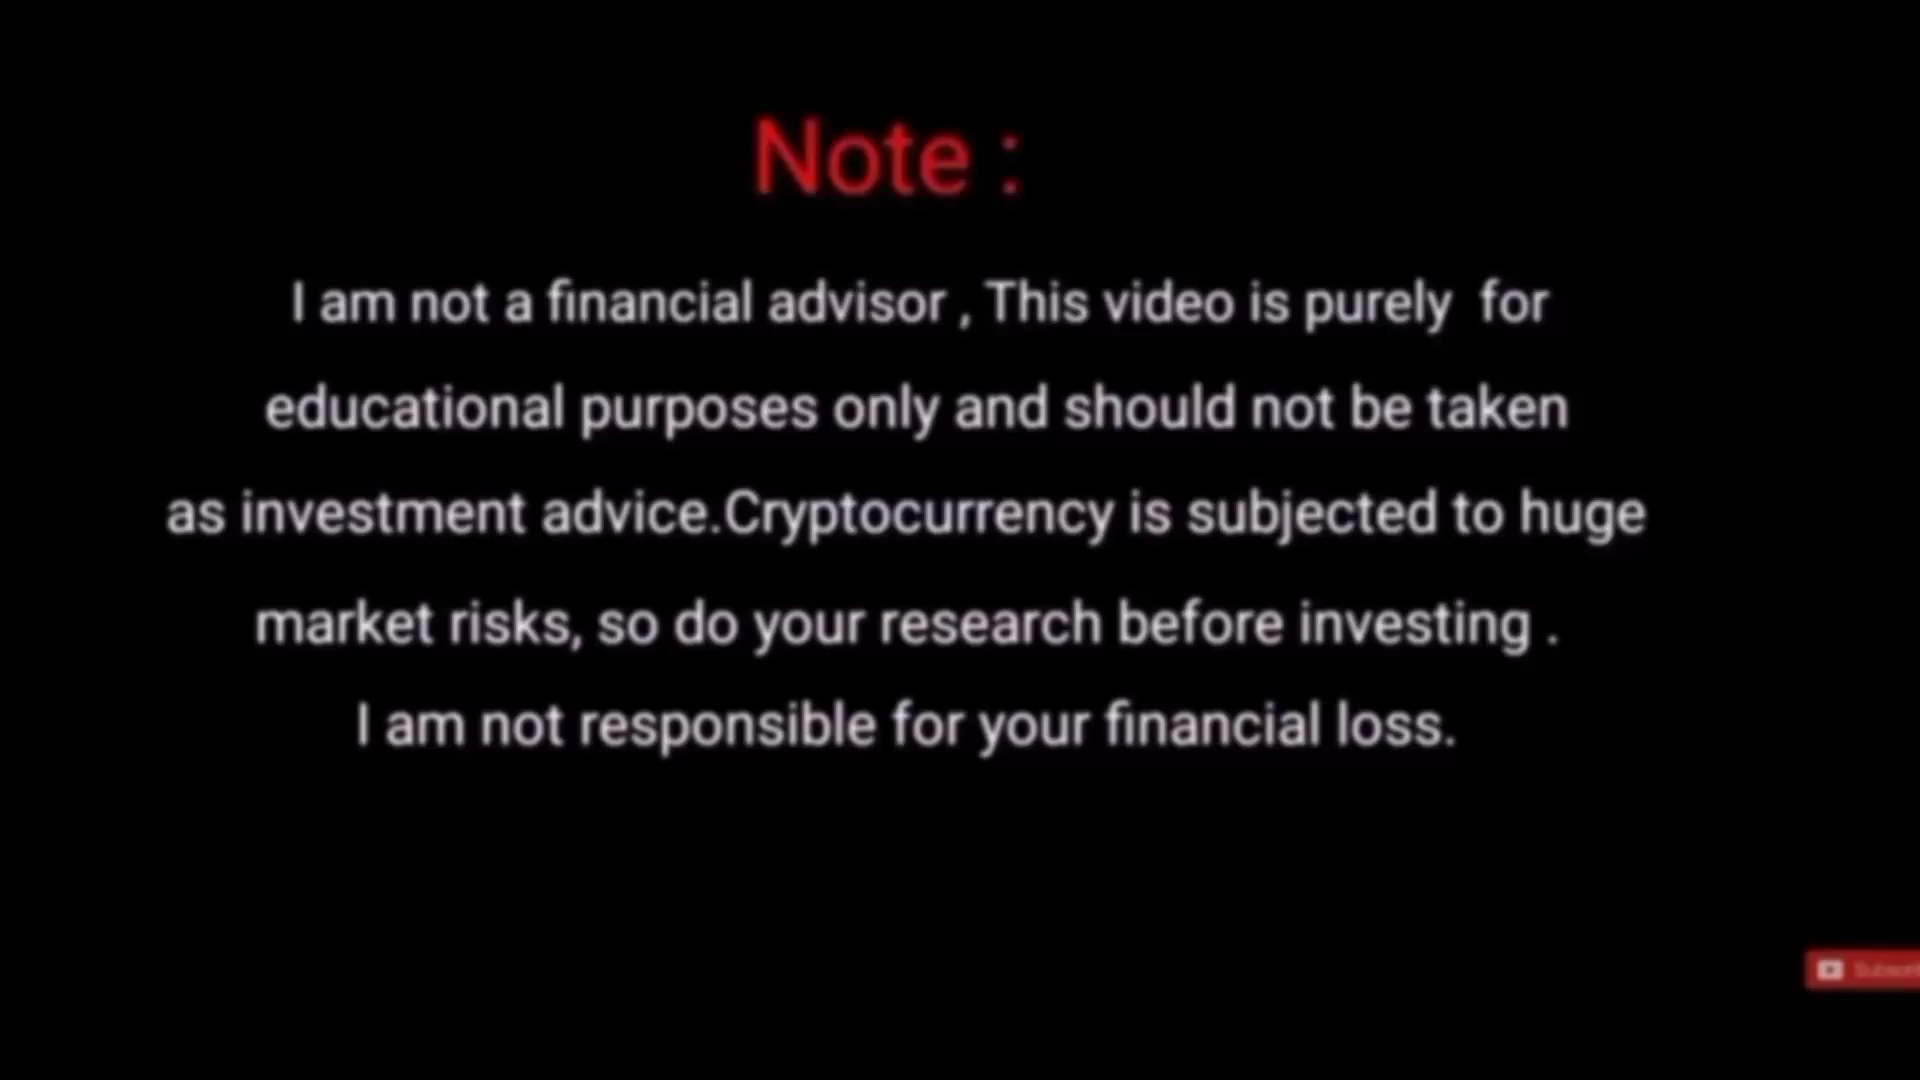 Note :
I am not a financial advisor , This video is purely  for
educational purposes only and should not be taken
as investment advice.Cryptocurrency is subjected to huge
market risks, so do your research before investing .
I am not responsible for your financial loss.